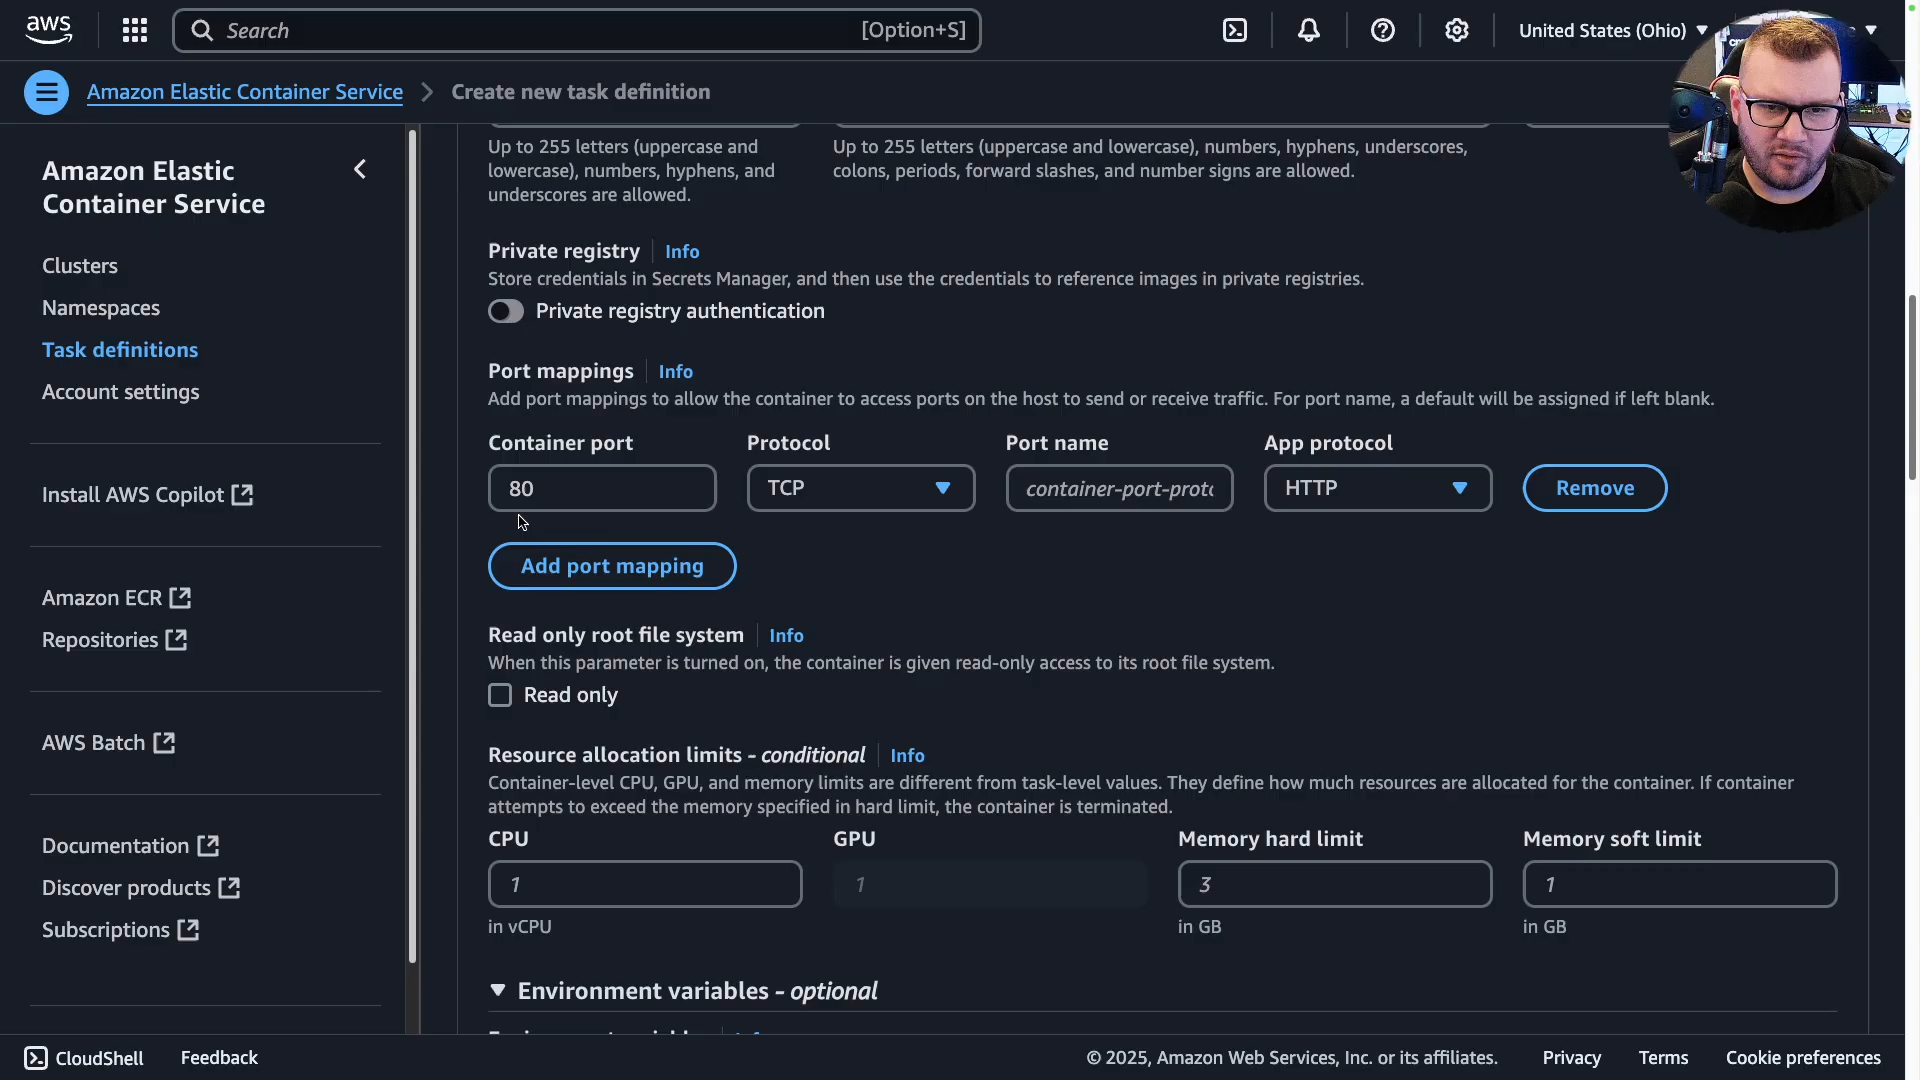 aws
Search
[Option+S]
United States (Ohio)
Amazon Elastic Container Service
Create new task definition
Amazon Elastic
Container Service
Clusters
Namespaces
Task definitions
Account settings
Install AWS Copilot
Amazon ECR
Repositories
AWS Batch
Documentation
Discover products
Subscriptions
Up to 255 letters (uppercase and
lowercase), numbers, hyphens, and
underscores are allowed.
Up to 255 letters (uppercase and lowercase), numbers, hyphens, underscores,
colons, periods, forward slashes, and number signs are allowed.
Private registry
Info
Store credentials in Secrets Manager, and then use the credentials to reference images in private registries.
Private registry authentication
Port mappings
Info
Add port mappings to allow the container to access ports on the host to send or receive traffic. For port name, a default will be assigned if left blank.
Container port
Protocol
Port name
App protocol
80
TCP
container-port-proto
HTTP
Remove
Add port mapping
Read only root file system
Info
When this parameter is turned on, the container is given read-only access to its root file system.
Read only
Resource allocation limits - conditional
Info
Container-level CPU, GPU, and memory limits are different from task-level values. They define how much resources are allocated for the container. If container
attempts to exceed the memory specified in hard limit, the container is terminated.
CPU
GPU
Memory hard limit
Memory soft limit
1
1
3
1
in vCPU
in GB
in GB
Environment variables - optional
CloudShell
Feedback
© 2025, Amazon Web Services, Inc. or its affiliates.
Privacy
Terms
Cookie preferences